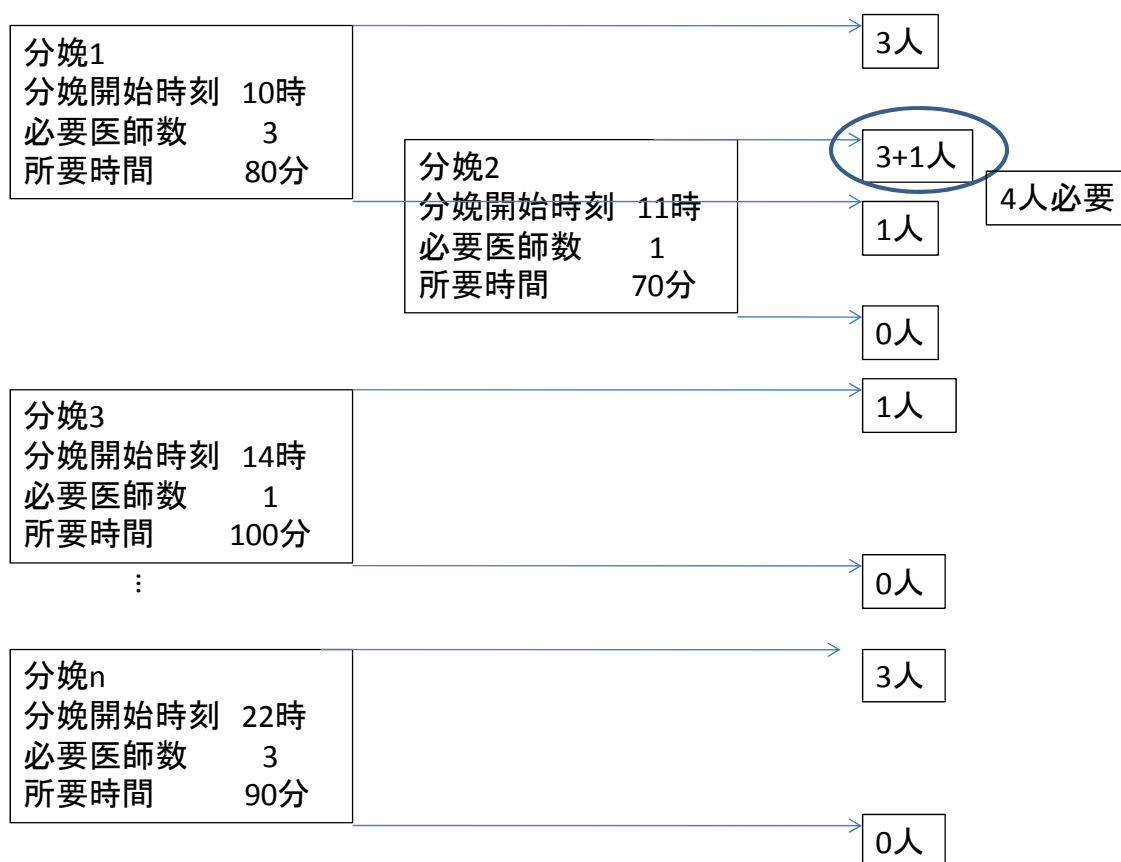 分娩1
分娩開始時刻 10時
必要医師数 3
所要時間 80分
3人
分娩2
分娩開始時刻 11時
必要医師数 1
所要時間 70分
3+1人
4人必要
1人
0人
分娩3
分娩開始時刻 14時
必要医師数 1
所要時間 100分
1人
0人
⋮
分娩n
分娩開始時刻 22時
必要医師数 3
所要時間 90分
3人
0人